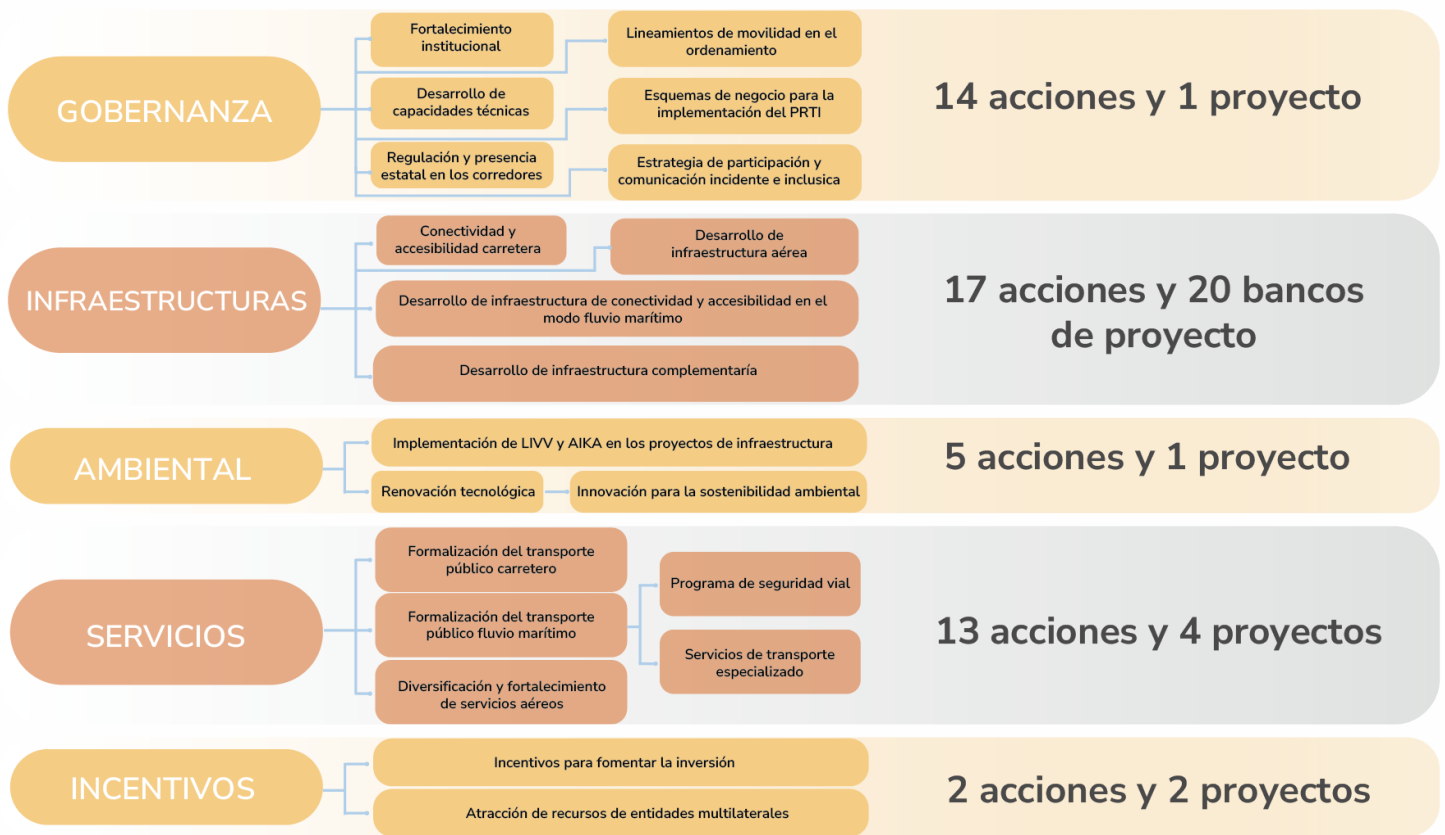 GOBERNANZA
Fortalecimiento
institucional
Lineamientos de movilidad en el
ordenamiento
Desarrollo de
capacidades técnicas
Esquemas de negocio para la
implementación del PRTI
Regulación y presencia
estatal en los corredores
Estrategia de participación y
comunicación incidente e inclusica
14 acciones y 1 proyecto
INFRAESTRUCTURAS
Conectividad y
accesibilidad carretera
Desarrollo de
infraestructura aérea
Desarrollo de infraestructura de conectividad y accesibilidad en el
modo fluvio marítimo
Desarrollo de infraestructura complementaría
17 acciones y 20 bancos
de proyecto
AMBIENTAL
Implementación de LIVV y AIKA en los proyectos de infraestructura
Renovación tecnológica
Innovación para la sostenibilidad ambiental
5 acciones y 1 proyecto
SERVICIOS
Formalización del transporte
público carretero
Formalización del transporte
público fluvio marítimo
Diversificación y fortalecimiento
de servicios aéreos
Programa de seguridad vial
Servicios de transporte
especializado
13 acciones y 4 proyectos
INCENTIVOS
Incentivos para fomentar la inversión
Atracción de recursos de entidades multilaterales
2 acciones y 2 proyectos